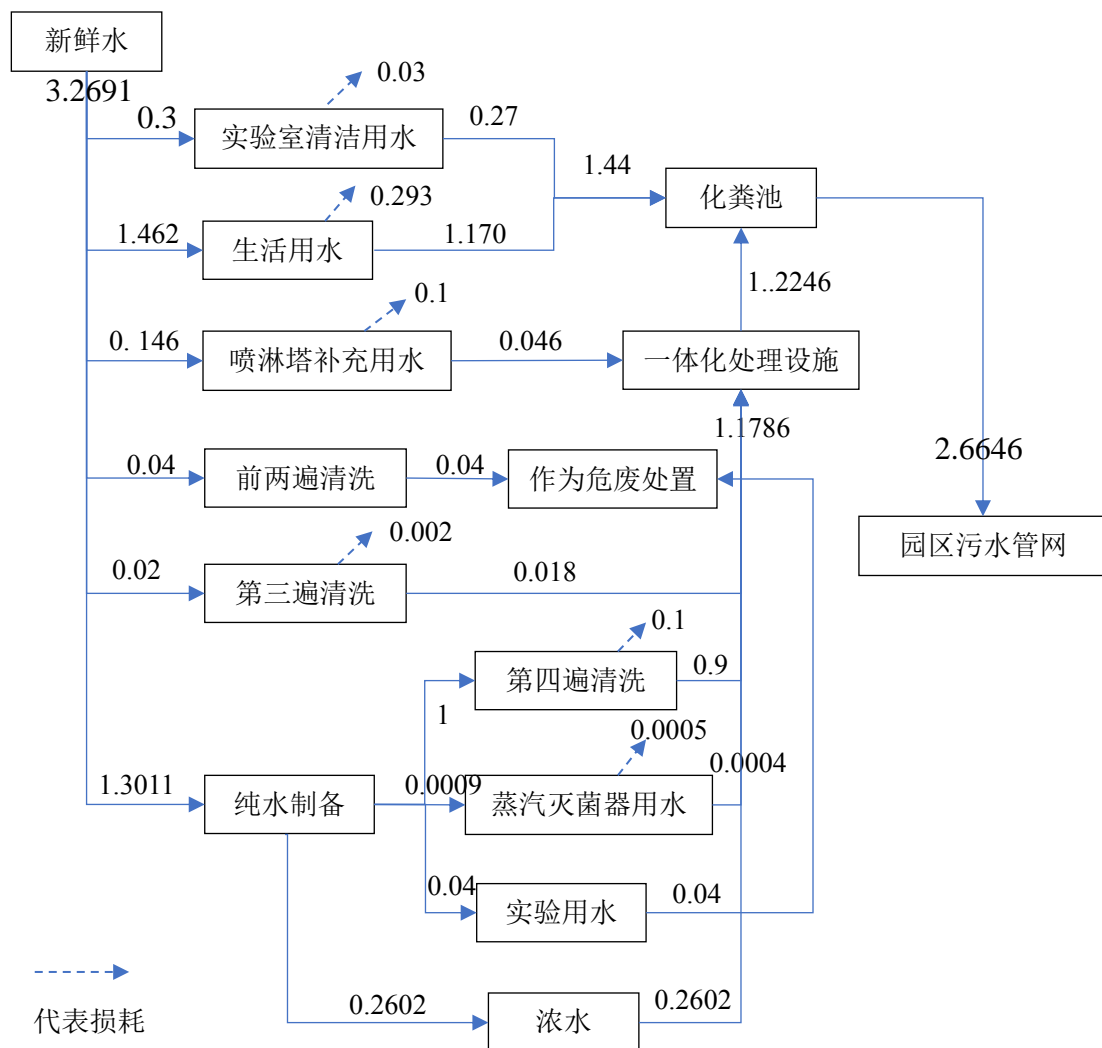 新鲜水
3.2691
0.03
0.3
实验室清洁用水
0.27
1.44
化粪池
0.293
1.462
生活用水
1.170
1..2246
0.1
0. 146
喷淋塔补充用水
0.046
一体化处理设施
1.1786
2.6646
0.04
前两遍清洗
0.04
作为危废处置
园区污水管网
0.002
0.02
第三遍清洗
0.018
0.1
第四遍清洗
0.9
1
0.0005
1.3011
纯水制备
0.0009
蒸汽灭菌器用水
0.0004
0.04
实验用水
0.04
代表损耗
0.2602
浓水
0.2602